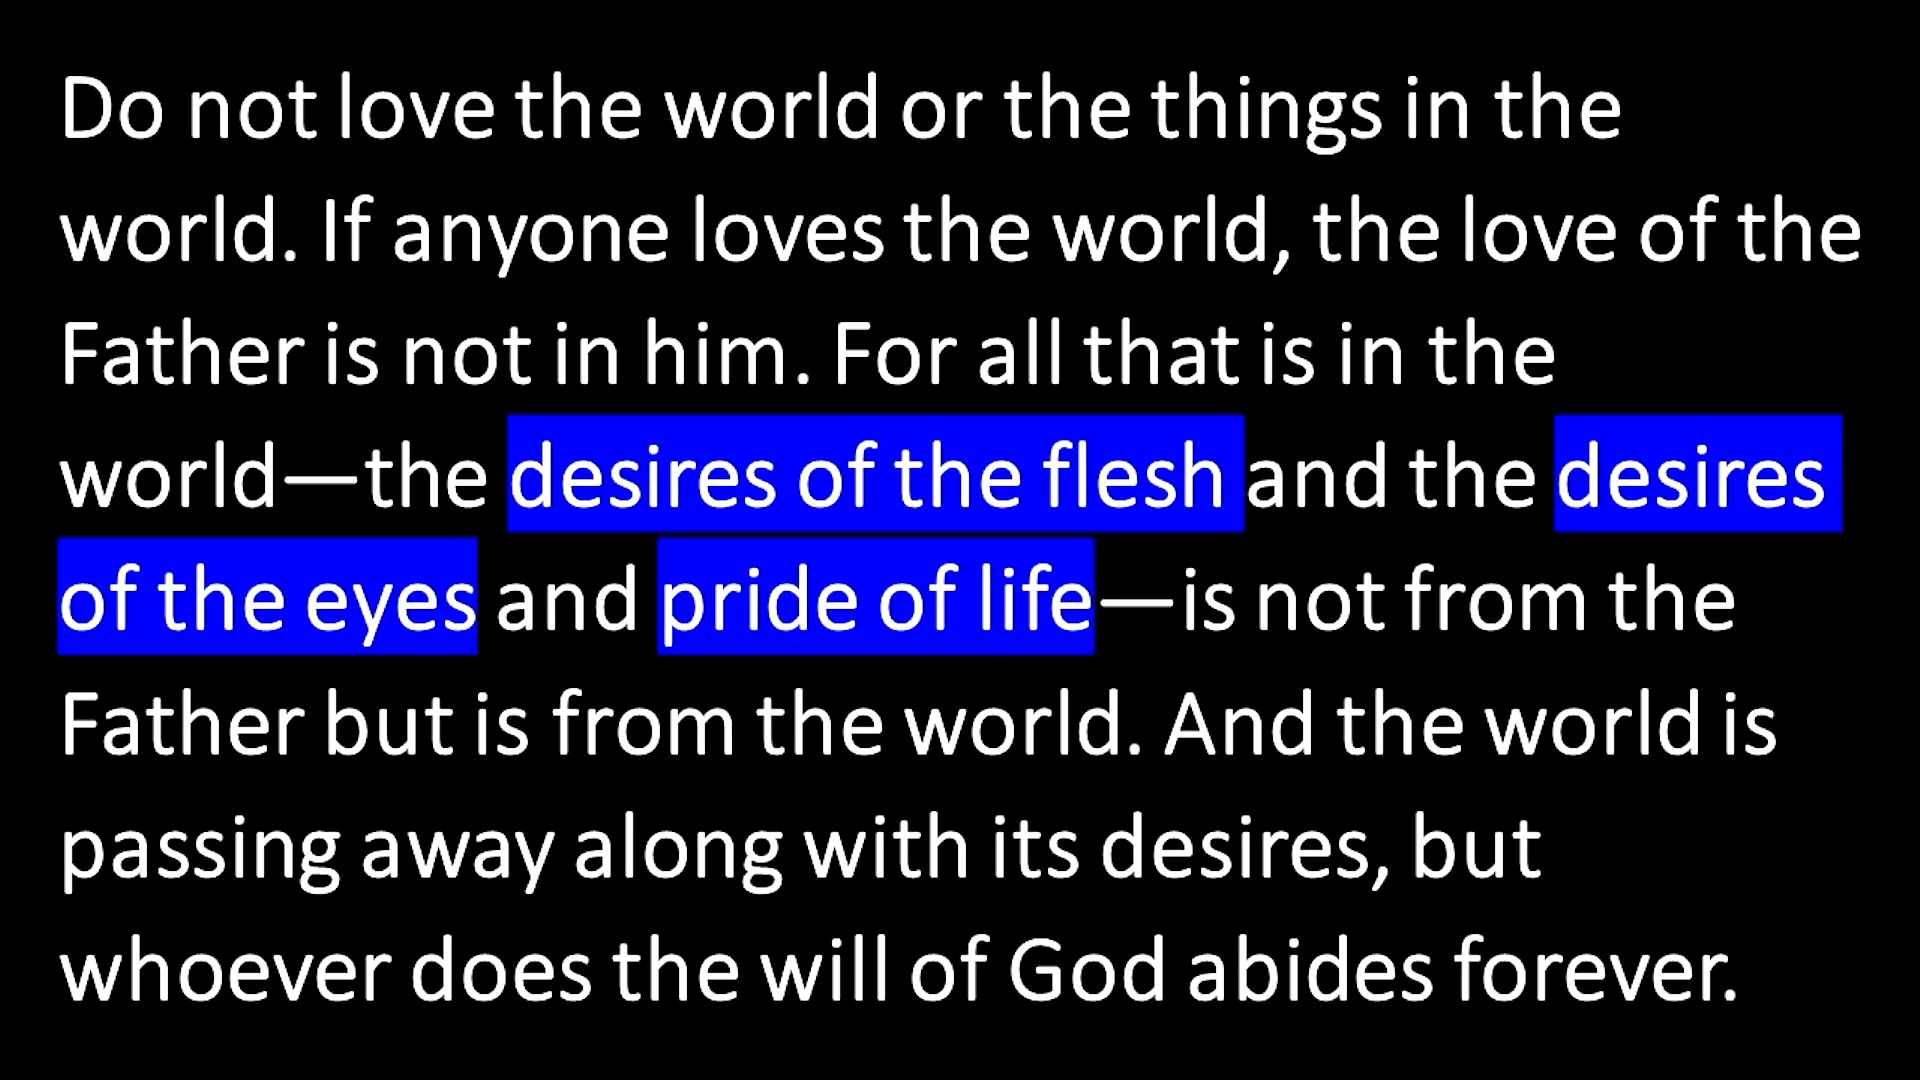 Do not love the world or the things in the
world. If anyone loves the world, the love of the
Father is not in him. For all that is in the
world—the desires of the flesh and the desires
of the eyes and pride of life—is not from the
Father but is from the world. And the world is
passing away along with its desires, but
whoever does the will of God abides forever.